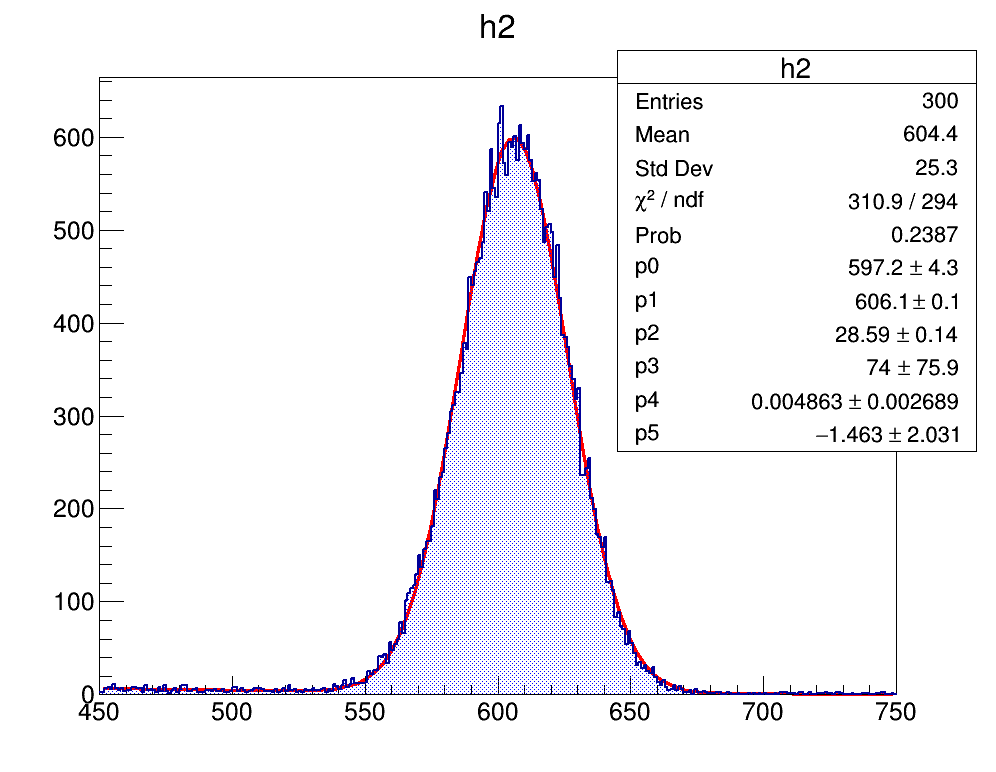 h2
h2
Entries 300
Mean 604.4
Std Dev 25.3
χ² / ndf 310.9 / 294
Prob 0.2387
p0 597.2 ± 4.3
p1 606.1 ± 0.1
p2 28.59 ± 0.14
p3 74 ± 75.9
p4 0.004863 ± 0.002689
p5 −1.463 ± 2.031
600
500
400
300
200
100
0
450 500 550 600 650 700 750